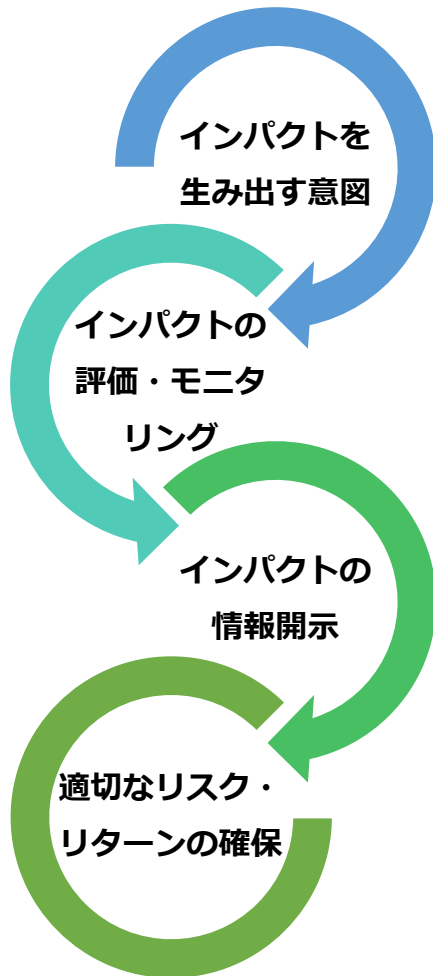 インパクトを
生み出す意図
インパクトの
評価・モニタ
リング
インパクトの
情報開示
適切なリスク・
リターンの確保